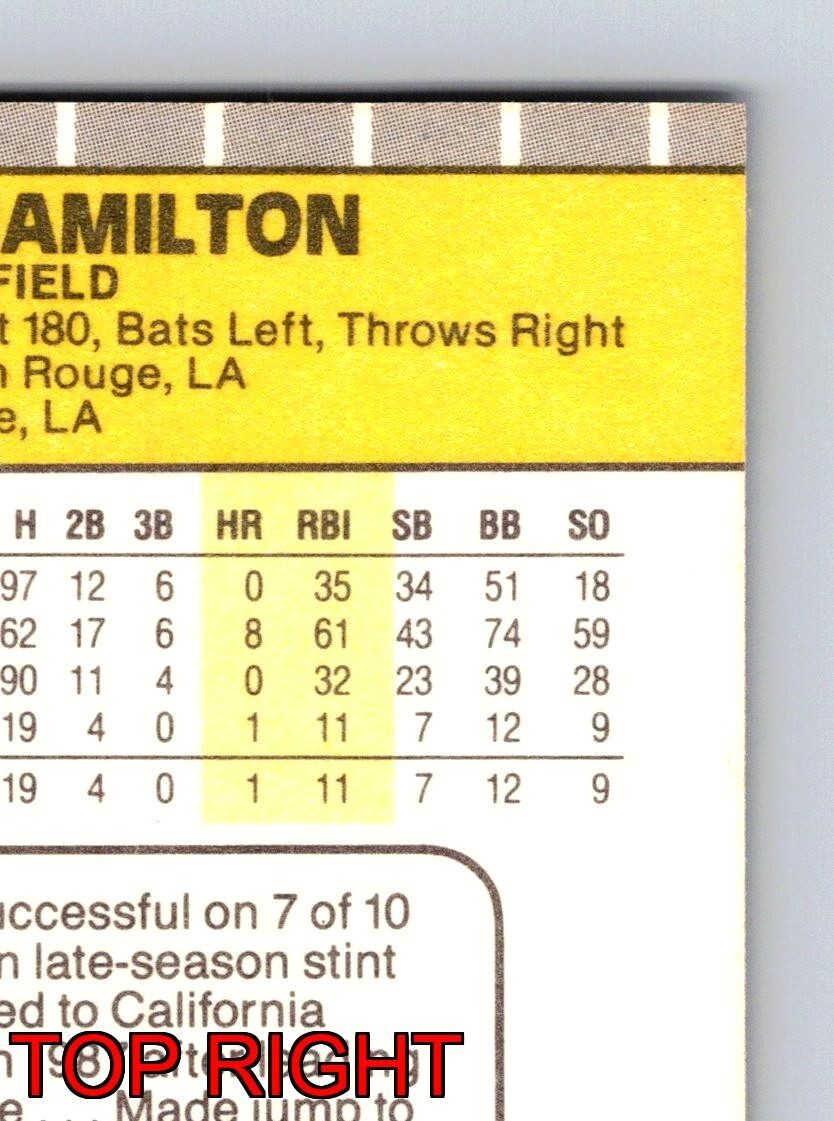 AMILTON
FIELD
t 180, Bats Left, Throws Right
n Rouge, LA
e, LA
H 2B 3B HR RBI SB BB SO
97 12 6 0 35 34 51 18
62 17 6 8 61 43 74 59
90 11 4 0 32 23 39 28
19 4 0 1 11 7 12 9
19 4 0 1 11 7 12 9
uccessful on 7 of 10
n late-season stint
ed to California
TOP RIGHT
e . . . Made jump to